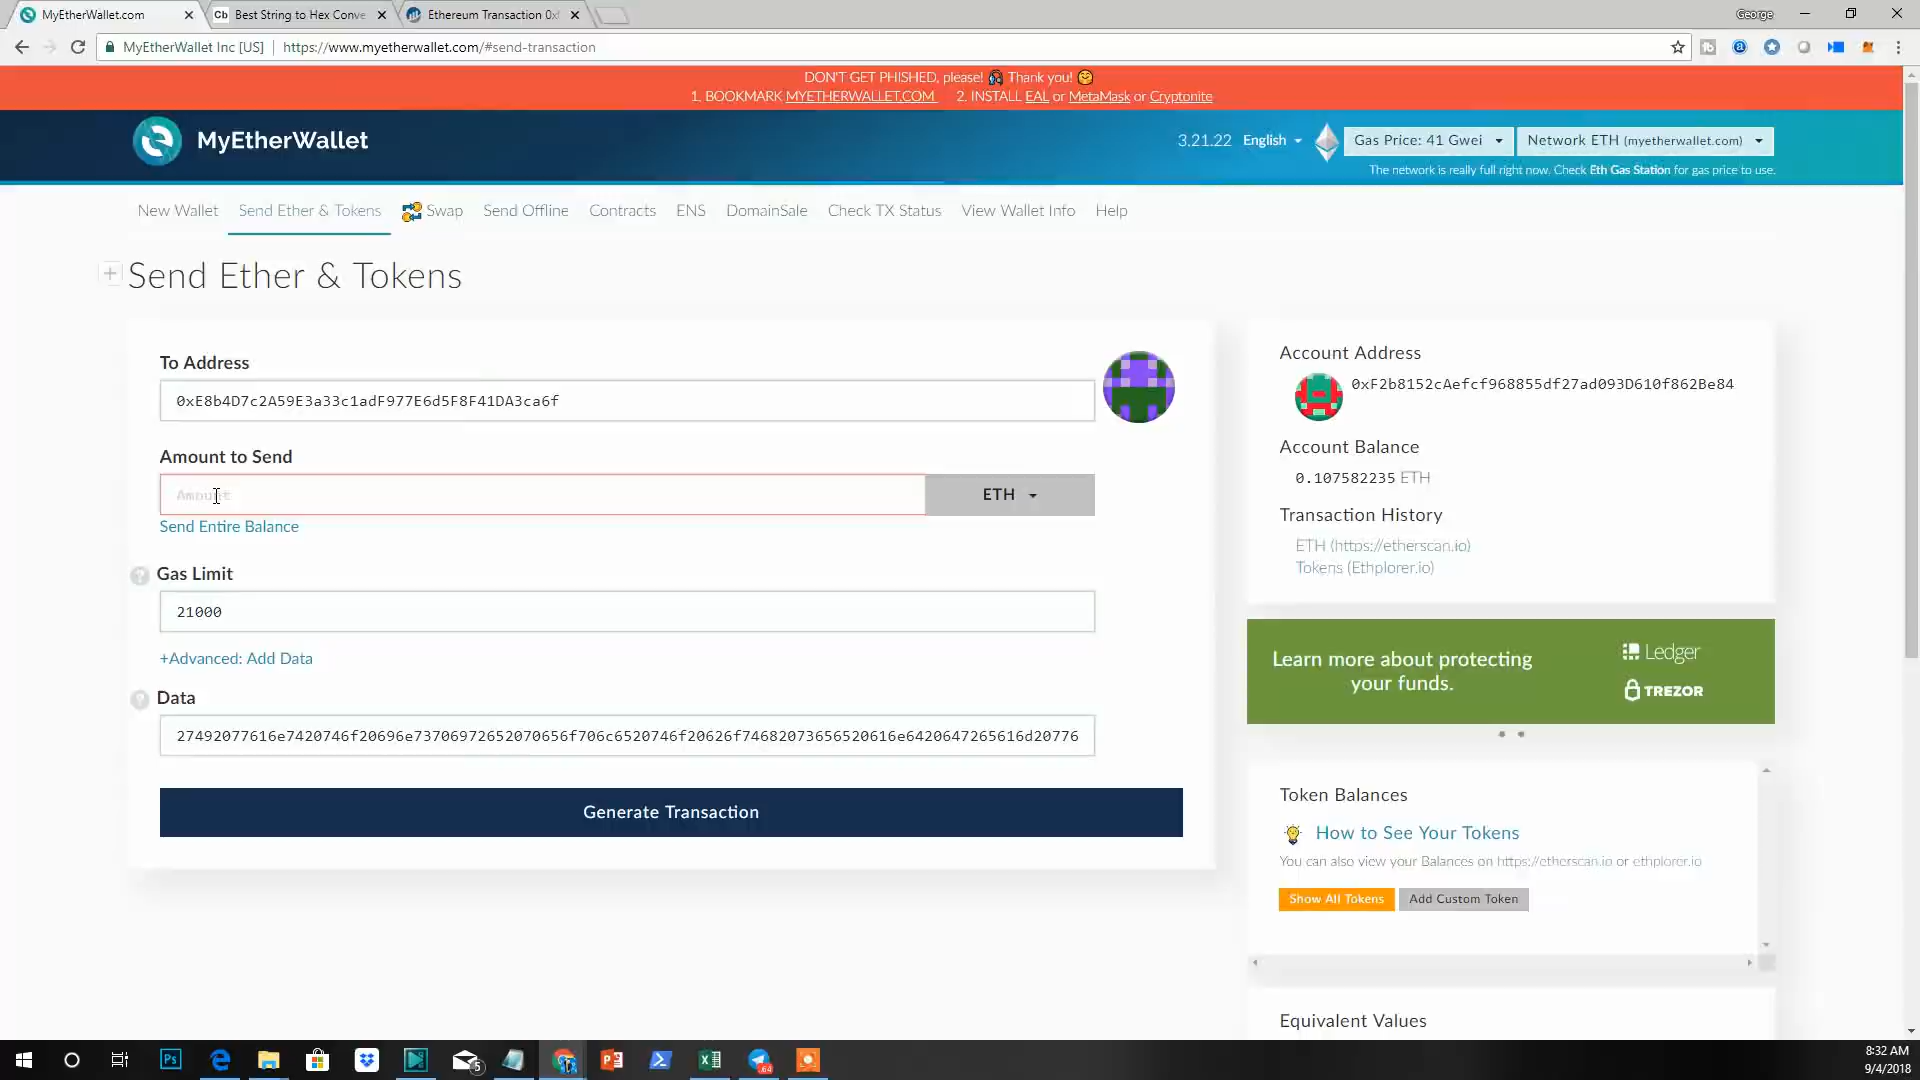 MyEtherWallet.com
Cb Best String to Hex Conve
Ethereum Transaction 0x
George
MyEtherWallet Inc [US] https://www.myetherwallet.com/#send-transaction
DON'T GET PHISHED, please! Thank you!
1. BOOKMARK MYETHERWALLET.COM 2. INSTALL EAL or MetaMask or Cryptonite
MyEtherWallet
3.21.22 English Gas Price: 41 Gwei Network ETH (myetherwallet.com)
The network is really full right now. Check Eth Gas Station for gas price to use.
New Wallet Send Ether & Tokens Swap Send Offline Contracts ENS DomainSale Check TX Status View Wallet Info Help
+ Send Ether & Tokens
To Address
0xE8b4D7c2A59E3a33c1adF977E6d5F8F41DA3ca6f
Amount to Send
Amount
ETH
Send Entire Balance
Gas Limit
21000
+Advanced: Add Data
Data
27492077616e7420746f20696e73706972652070656f706c6520746f20626f74682073656520616e6420647265616d20776
Generate Transaction
Account Address
0xF2b8152cAefcf968855df27ad093D610f862Be84
Account Balance
0.107582235 ETH
Transaction History
ETH (https://etherscan.io)
Tokens (Ethplorer.io)
Learn more about protecting
your funds.
Ledger
TREZOR
Token Balances
How to See Your Tokens
You can also view your Balances on https://etherscan.io or ethplorer.io
Show All Tokens
Add Custom Token
Equivalent Values
Ps
5
.64
8:32 AM
9/4/2018